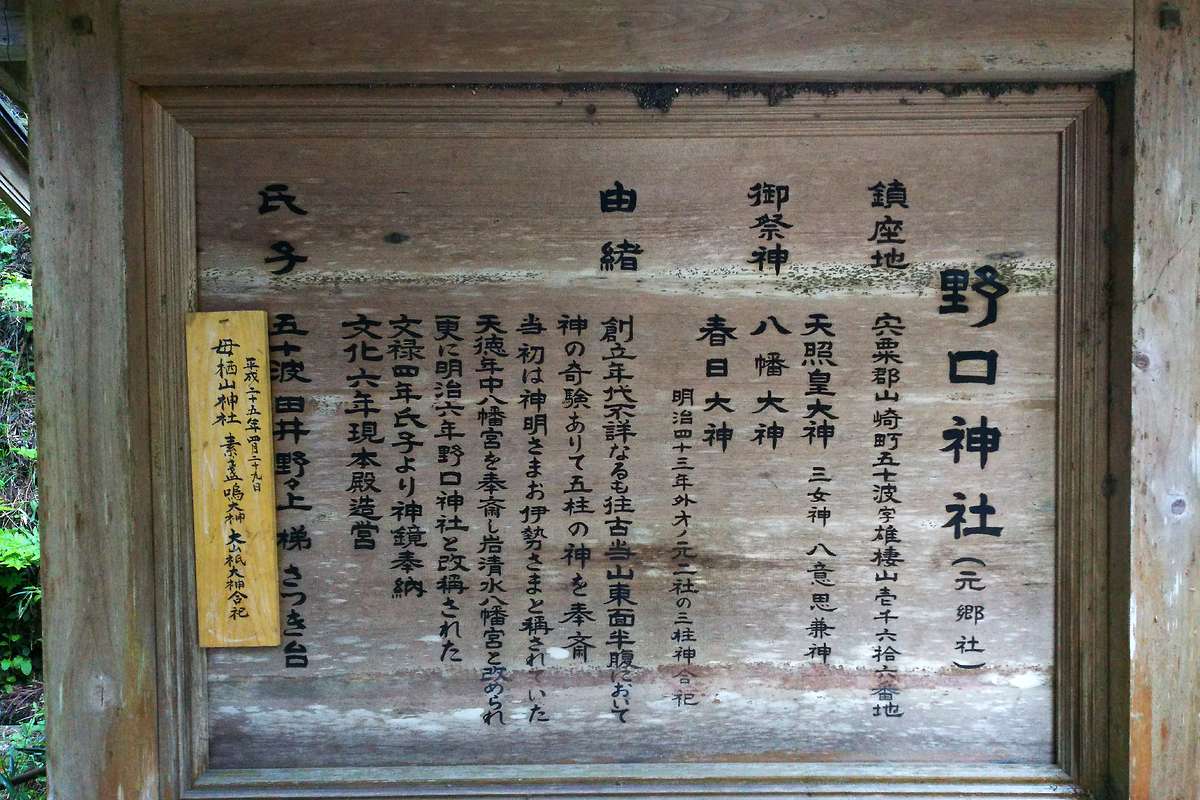 野口神社（元郷社）
鎮座地 宍粟郡山崎町五十波字雄棲山壱千六拾六番地
御祭神 天照皇大神 三女神 八意思兼神
八幡大神
春日大神
明治四十三年外オノ元二社の三柱神合祀
由緒 創立年代不詳なるも往古当山東面半腹において
神の奇験ありて五柱の神を奉斎
当初は神明さまお伊勢さまと稱されていた
天徳年中八幡宮を奉斎し岩清水八幡宮と改められ
更に明治六年野口神社と改稱された
文禄四年氏子より神鏡奉納
文化六年現本殿造営
氏子 五十波 田井 野々上 梯 さつき台
平成二十五年四月二十九日
一 母栖山神社 素盞嗚大神 大山祇大神合祀